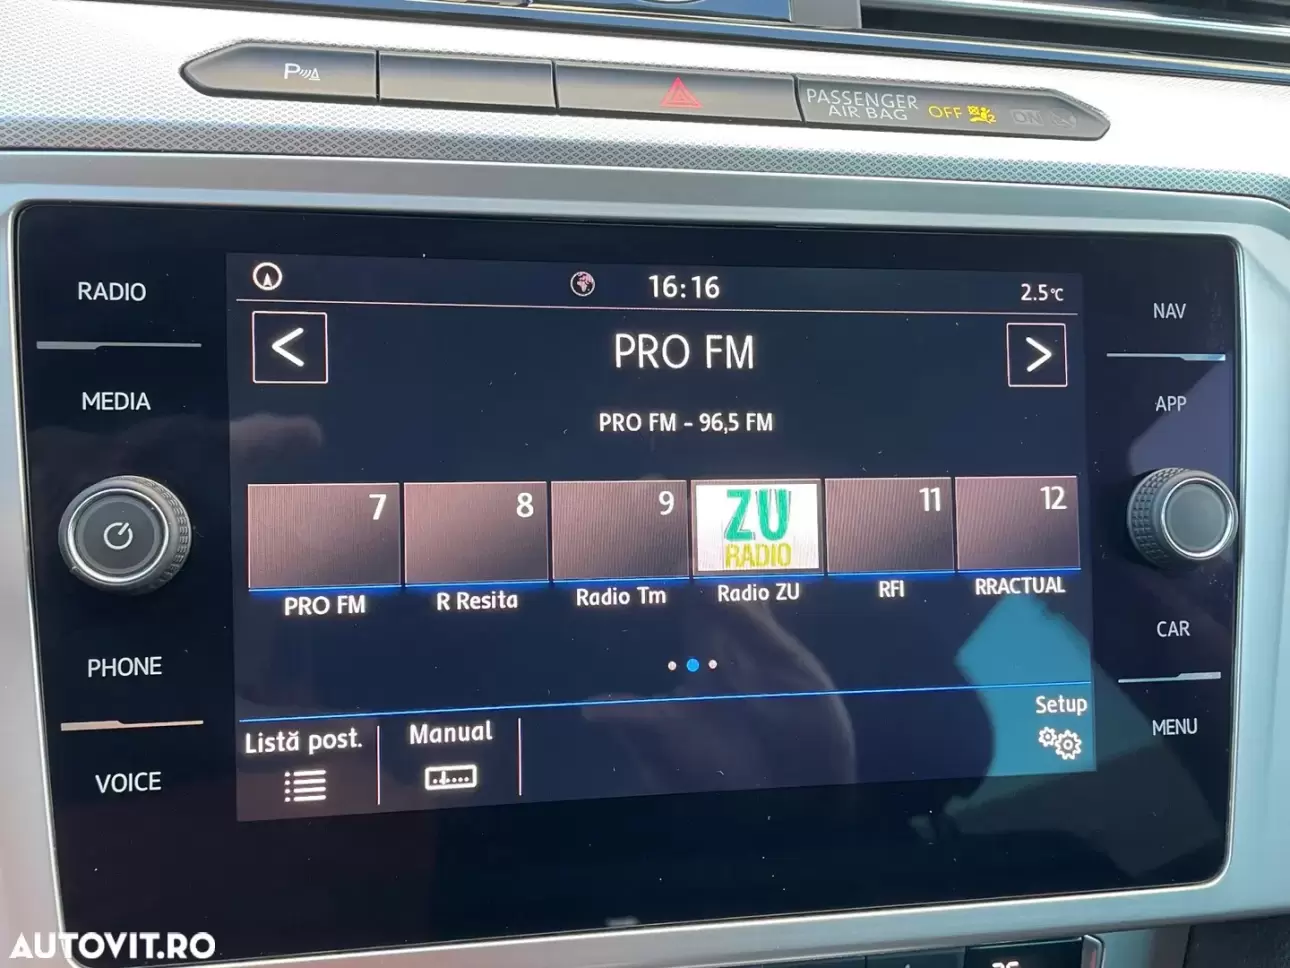 P
PASSENGER
AIR BAG OFF ON
RADIO
MEDIA
PHONE
VOICE
16:16
2.5°C
<
PRO FM
>
PRO FM - 96,5 FM
7
8
9
ZU
RADIO
11
12
PRO FM
R Resita
Radio Tm
Radio ZU
RFI
RRACTUAL
Listă post.
Manual
Setup
NAV
APP
CAR
MENU
AUTOVIT.RO